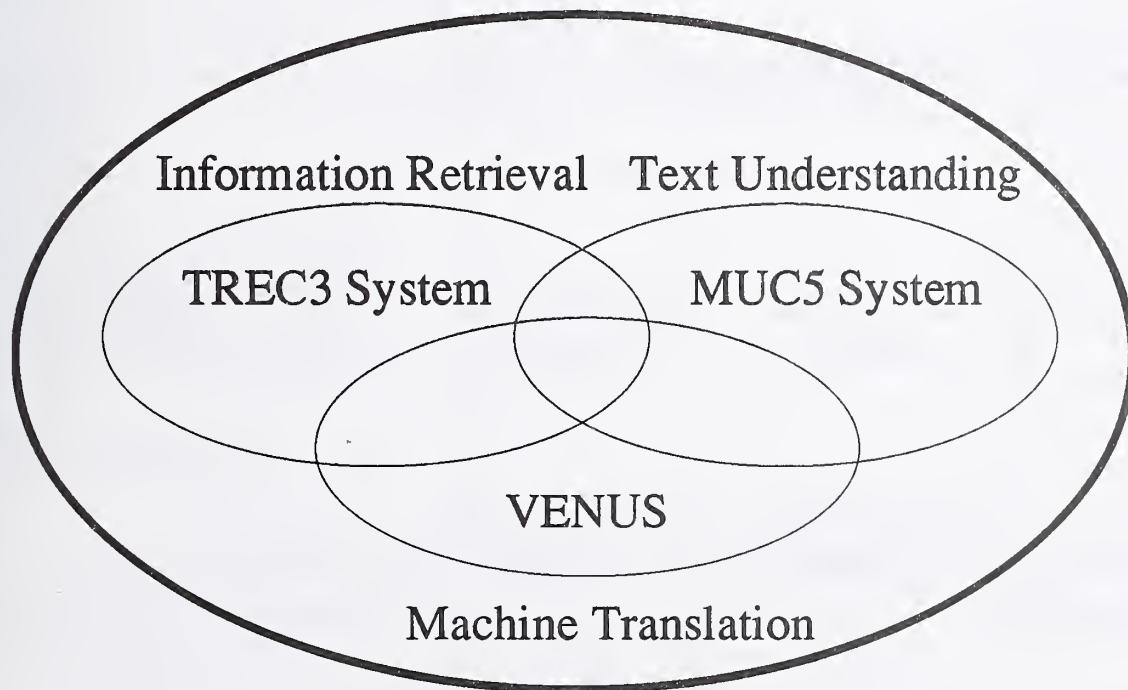 Information Retrieval Text Understanding
TREC3 System MUC5 System
VENUS
Machine Translation